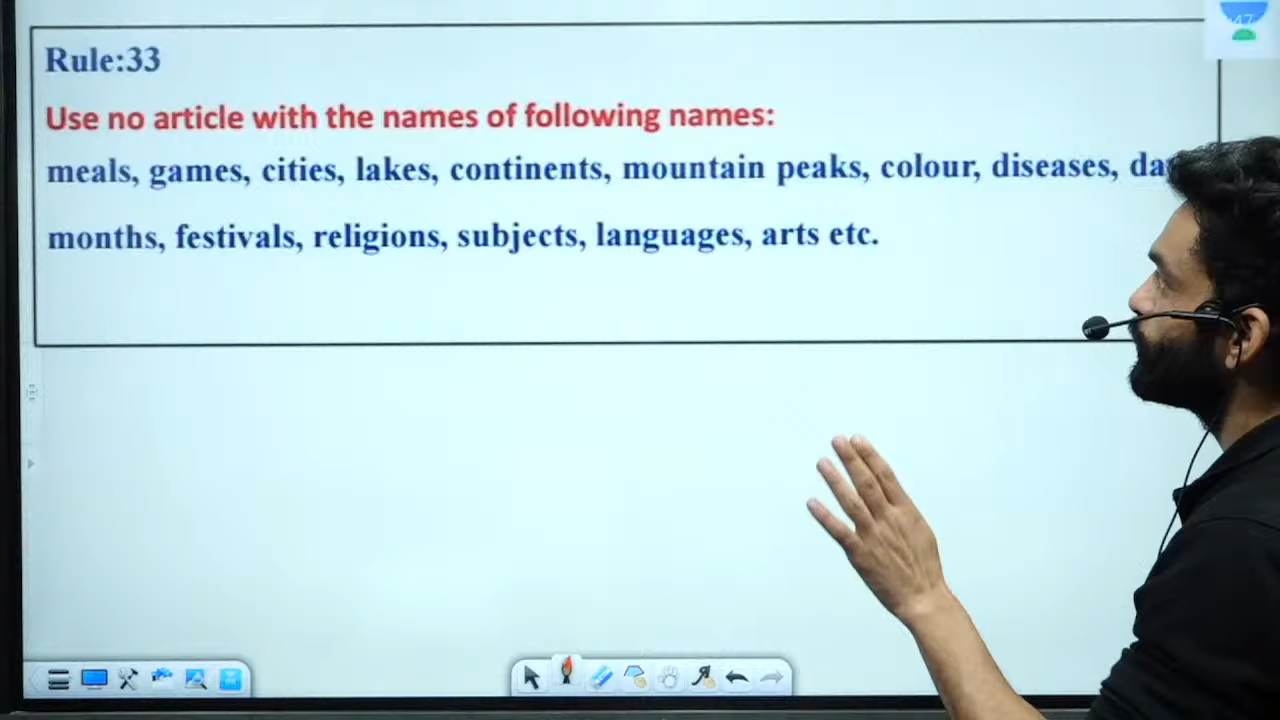 Rule:33
Use no article with the names of following names:
meals, games, cities, lakes, continents, mountain peaks, colour, diseases,
months, festivals, religions, subjects, languages, arts etc.